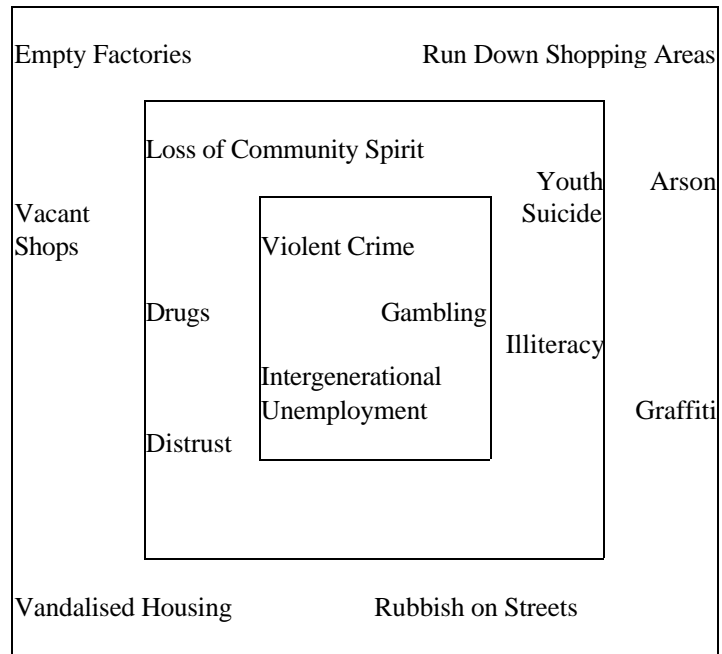 Empty Factories
Run Down Shopping Areas
Loss of Community Spirit
Youth
Suicide
Arson
Vacant
Shops
Violent Crime
Drugs
Gambling
Illiteracy
Intergenerational
Unemployment
Graffiti
Distrust
Vandalised Housing
Rubbish on Streets